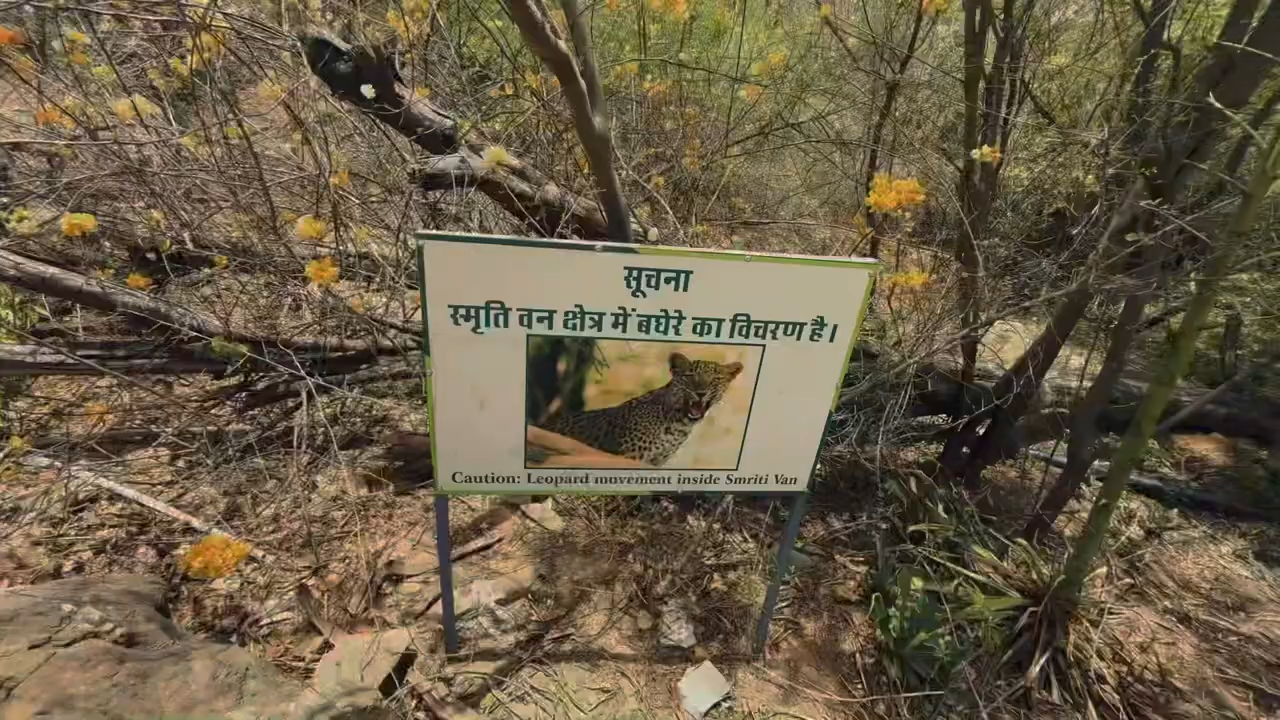 सूचना
स्मृति वन क्षेत्र में बघेरे का विचरण है।
Caution: Leopard movement inside Smriti Van